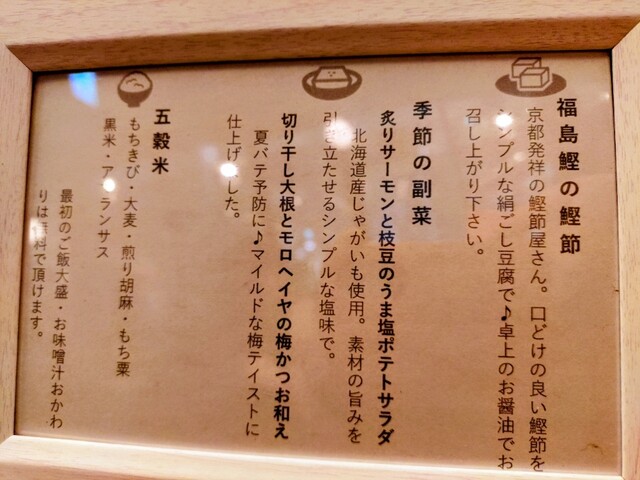 福島鰹の鰹節
京都発祥の鰹節屋さん。口どけの良い鰹節を
シンプルな絹ごし豆腐で♪卓上のお醤油でお
召し上がり下さい。
季節の副菜
炙りサーモンと枝豆のうま塩ポテトサラダ
北海道産じゃがいも使用。素材の旨みを
引き立たせるシンプルな塩味で。
切り干し大根とモロヘイヤの梅かつお和え
夏バテ予防に♪マイルドな梅テイストに
仕上げました。
五穀米
もちきび・大麦・煎り胡麻・もち粟
黒米・アマランサス
最初のご飯大盛・お味噌汁おかわ
りは無料で頂けます。